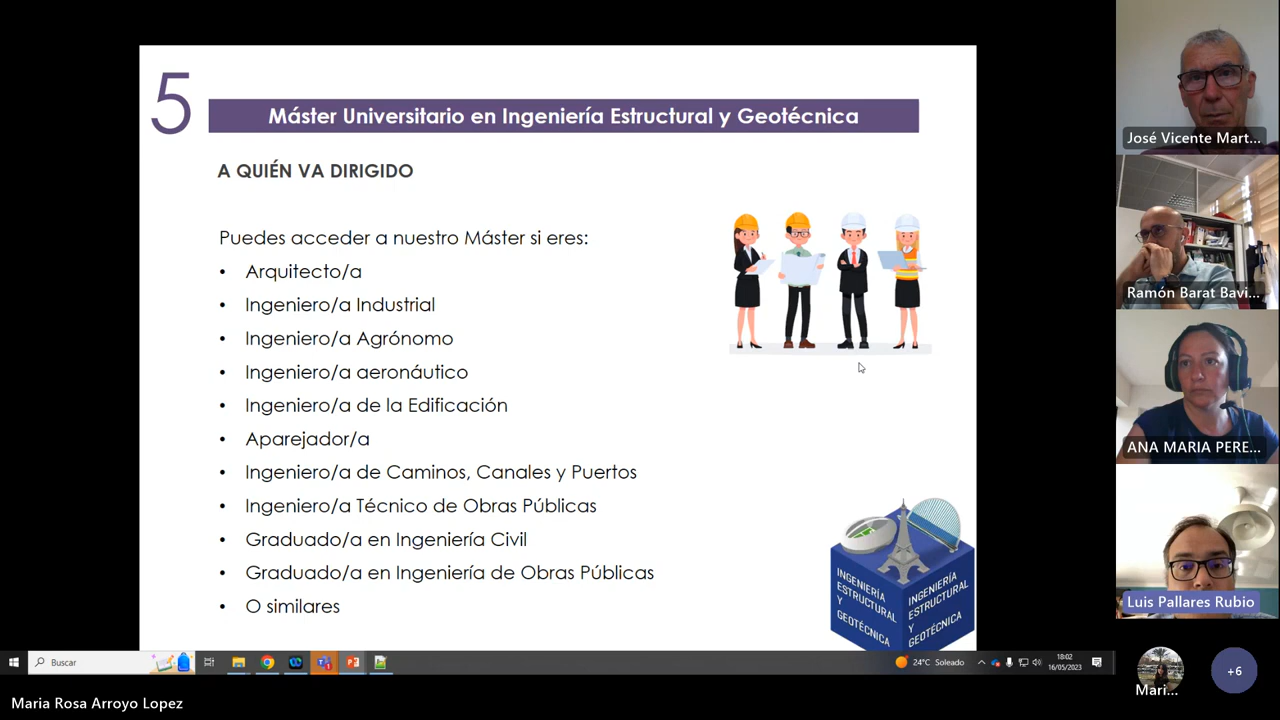 5
Máster Universitario en Ingeniería Estructural y Geotécnica
A QUIÉN VA DIRIGIDO
Puedes acceder a nuestro Máster si eres:
• Arquitecto/a
• Ingeniero/a Industrial
• Ingeniero/a Agrónomo
• Ingeniero/a aeronáutico
• Ingeniero/a de la Edificación
• Aparejador/a
• Ingeniero/a de Caminos, Canales y Puertos
• Ingeniero/a Técnico de Obras Públicas
• Graduado/a en Ingeniería Civil
• Graduado/a en Ingeniería de Obras Públicas
• O similares
INGENIERÍA
ESTRUCTURAL
Y
GEOTÉCNICA
INGENIERÍA
ESTRUCTURAL
Y
GEOTÉCNICA
Buscar
24°C Soleado
18:02
16/05/2023
José Vicente Mart...
Ramón Barat Bavi...
ANA MARIA PERE...
Luis Pallares Rubio
Mari...
+6
Maria Rosa Arroyo Lopez